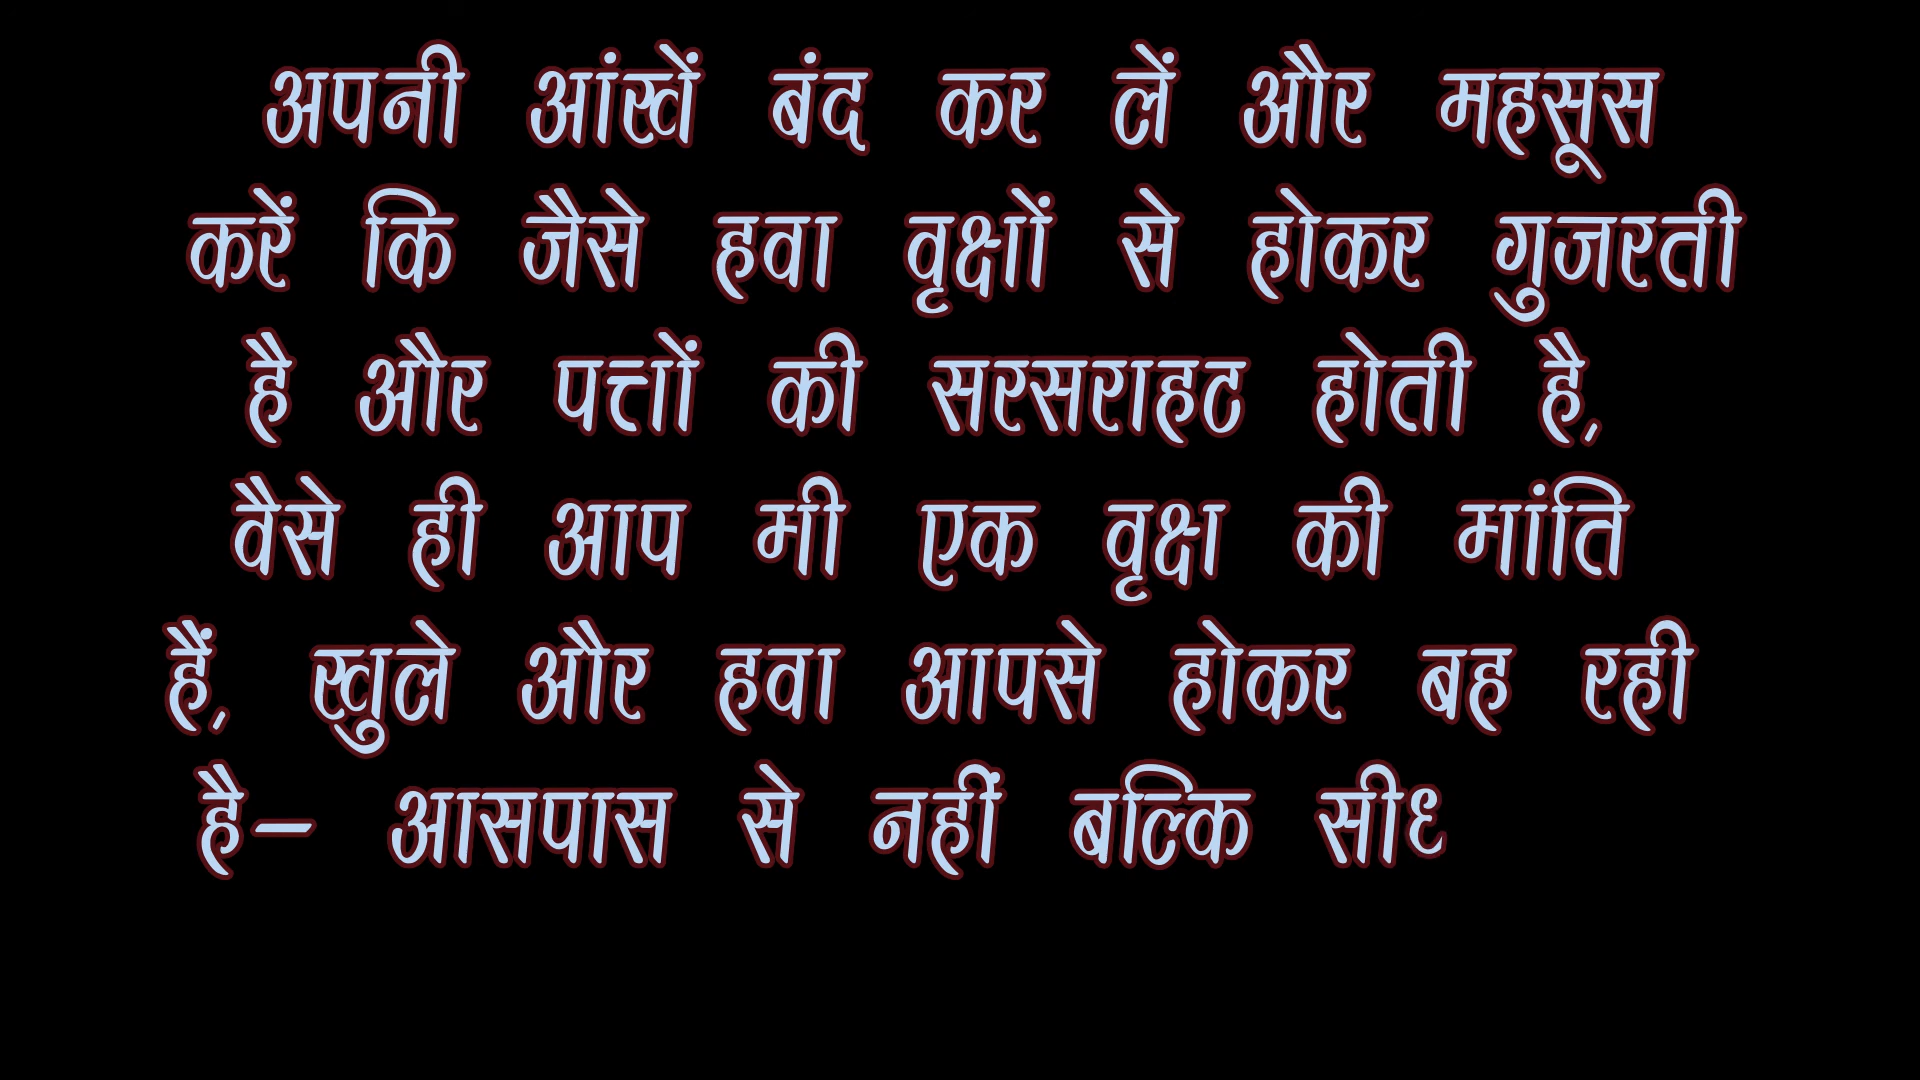 अपनी आंखें बंद कर लें और महसूस
करें कि जैसे हवा वृक्षों से होकर गुजरती
है और पत्तों की सरसराहट होती है,
वैसे ही आप भी एक वृक्ष की भांति
हैं, खुले और हवा आपसे होकर बह रही
है– आसपास से नहीं बल्कि सीध